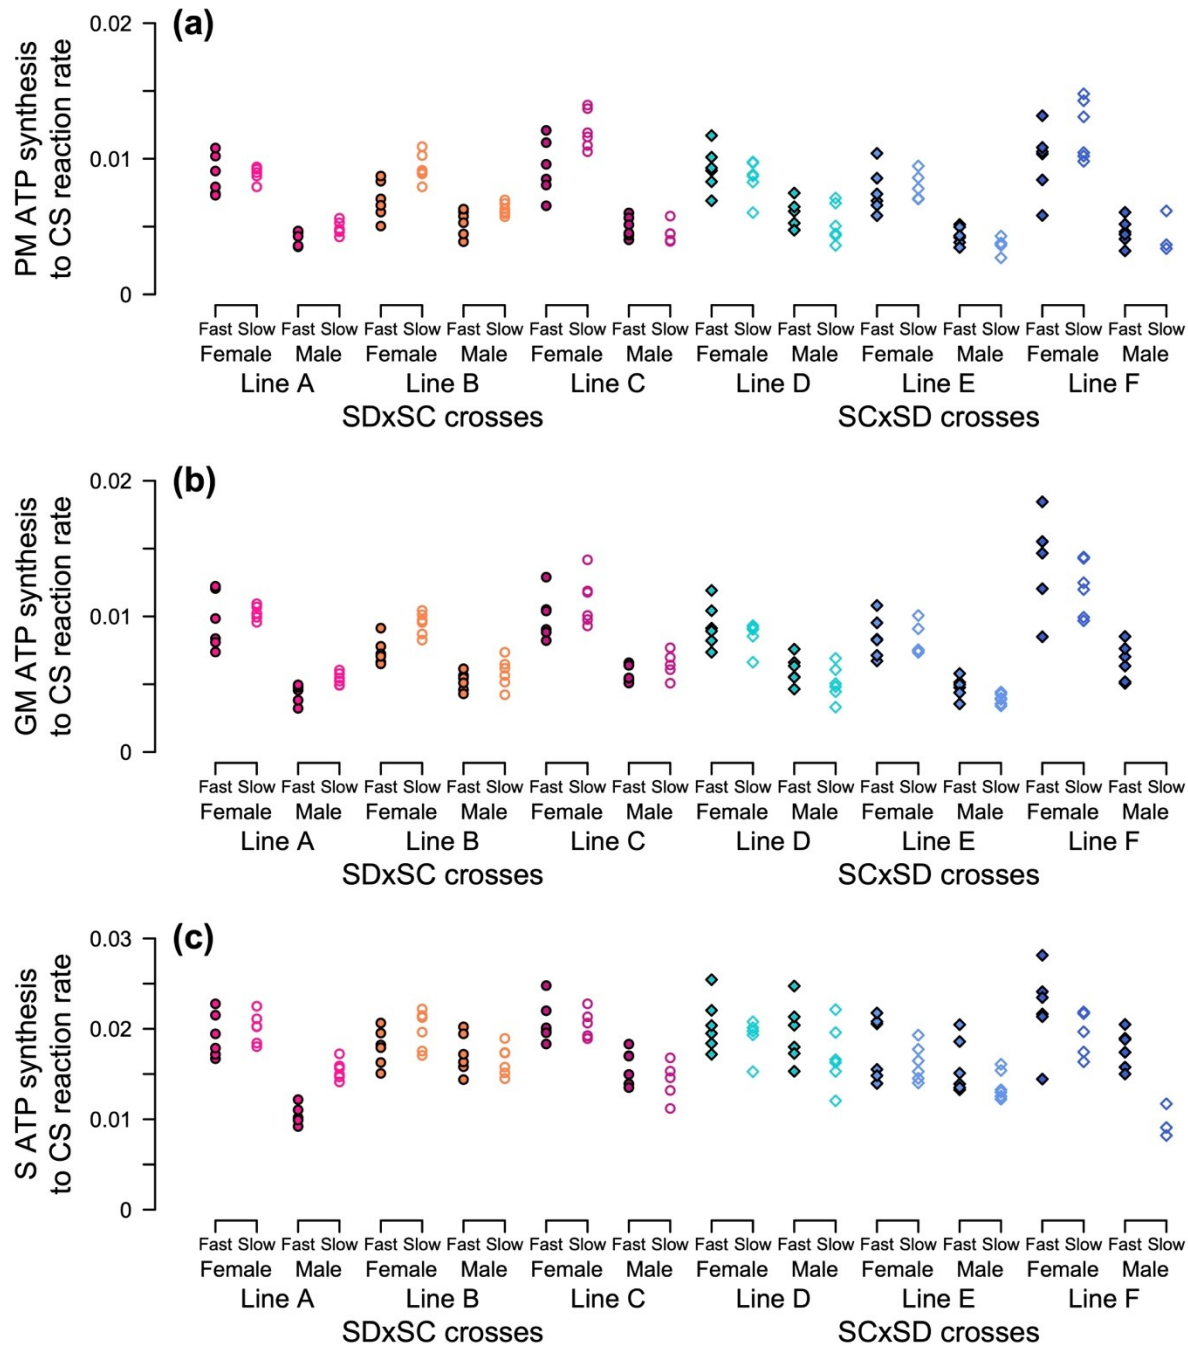 (a)
PM ATP synthesis
to CS reaction rate
0.02
0.01
0
Fast Slow Fast Slow Fast Slow Fast Slow Fast Slow Fast Slow Fast Slow Fast Slow Fast Slow Fast Slow Fast Slow Fast Slow
Female Male Female Male Female Male Female Male Female Male Female Male
Line A Line B Line C Line D Line E Line F
SDxSC crosses SCxSD crosses
(b)
GM ATP synthesis
to CS reaction rate
0.02
0.01
0
Fast Slow Fast Slow Fast Slow Fast Slow Fast Slow Fast Slow Fast Slow Fast Slow Fast Slow Fast Slow Fast Slow Fast Slow
Female Male Female Male Female Male Female Male Female Male Female Male
Line A Line B Line C Line D Line E Line F
SDxSC crosses SCxSD crosses
(c)
S ATP synthesis
to CS reaction rate
0.03
0.02
0.01
0
Fast Slow Fast Slow Fast Slow Fast Slow Fast Slow Fast Slow Fast Slow Fast Slow Fast Slow Fast Slow Fast Slow Fast Slow
Female Male Female Male Female Male Female Male Female Male Female Male
Line A Line B Line C Line D Line E Line F
SDxSC crosses SCxSD crosses